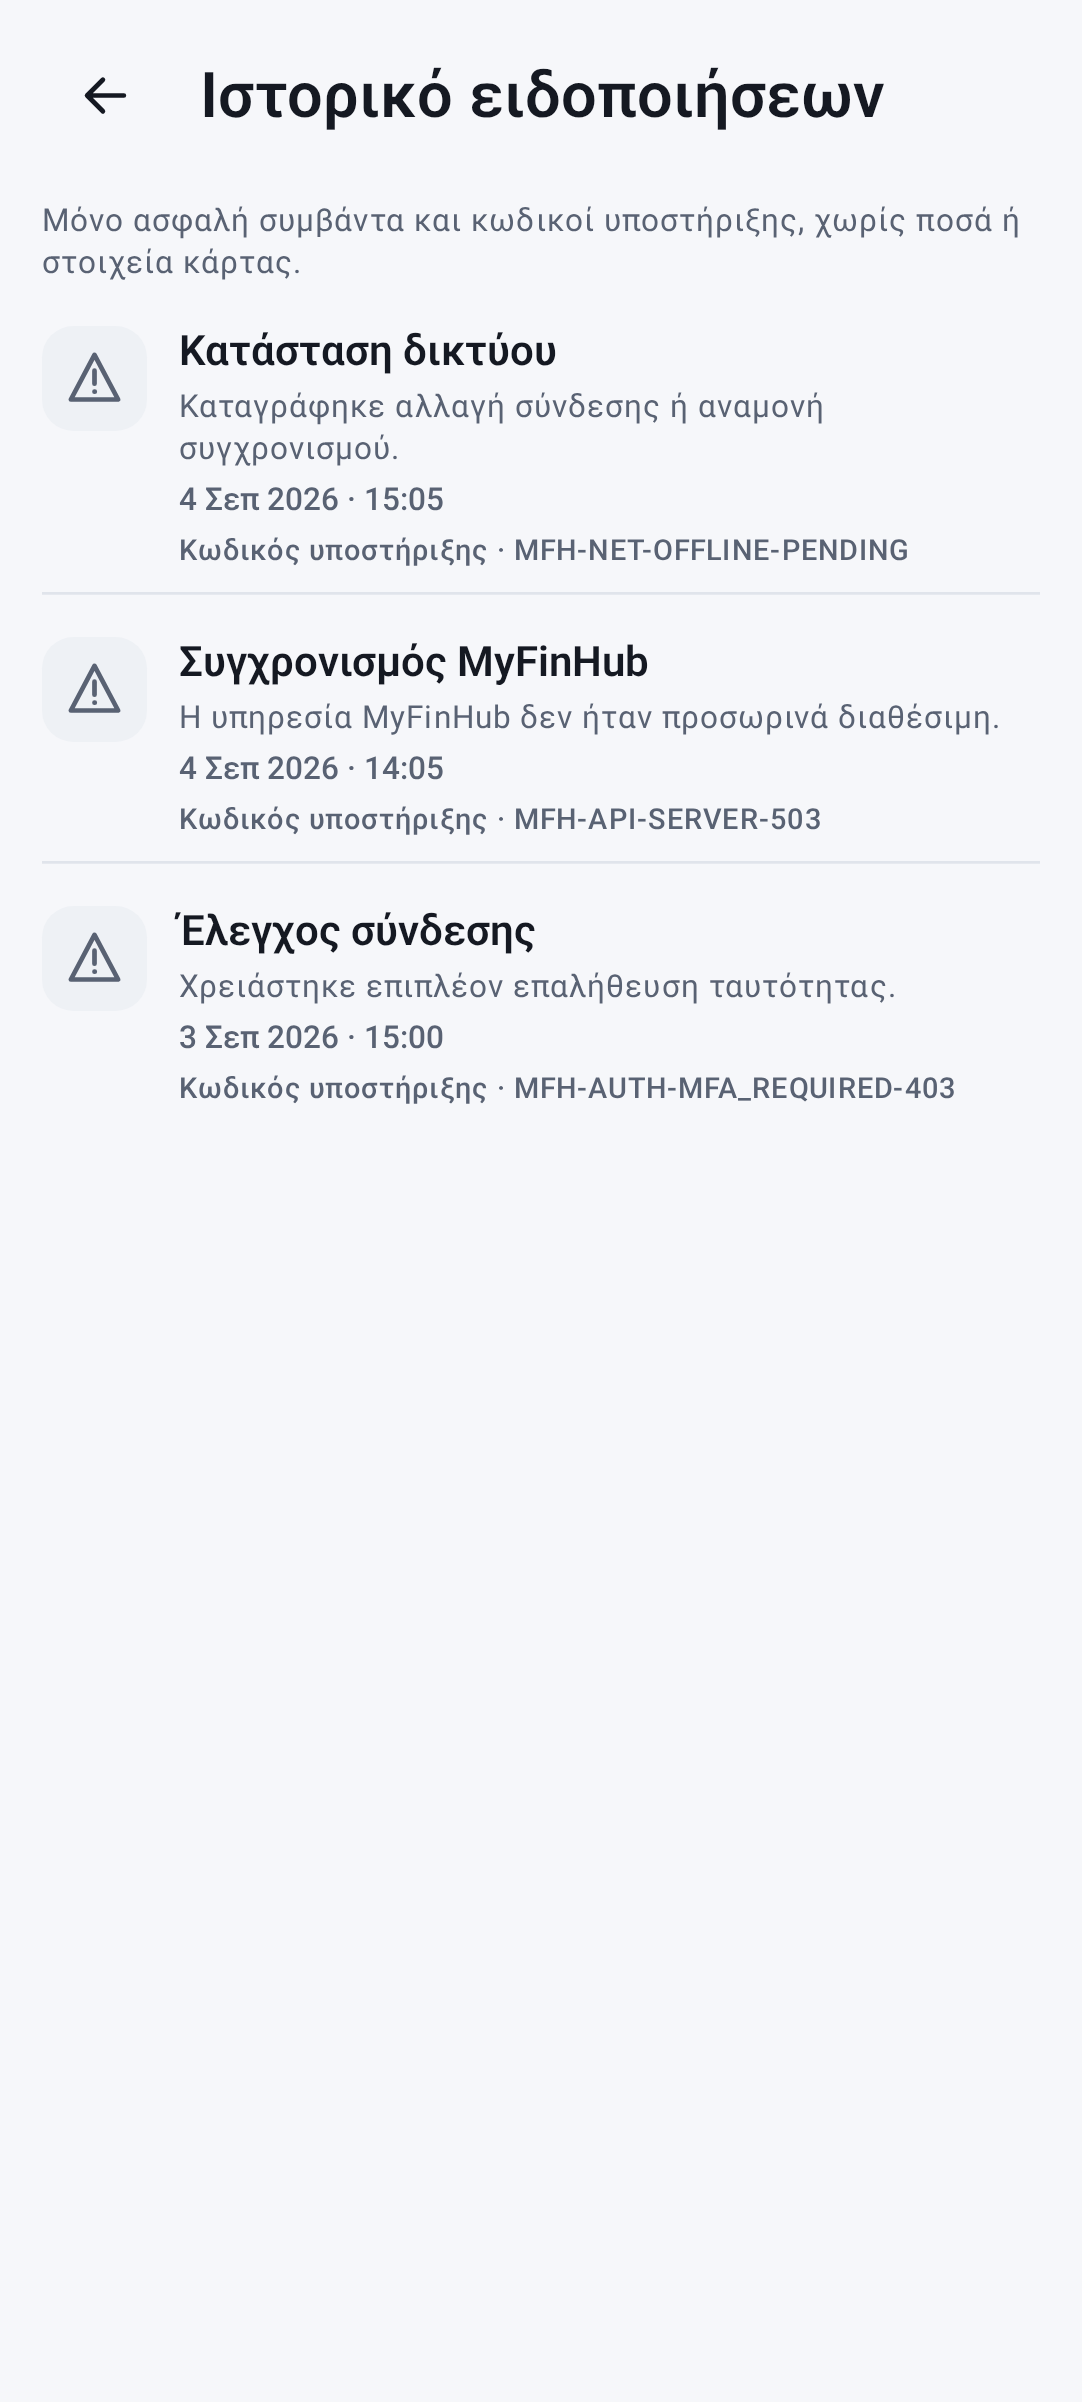 Ιστορικό ειδοποιήσεων
Μόνο ασφαλή συμβάντα και κωδικοί υποστήριξης, χωρίς ποσά ή
στοιχεία κάρτας.
Κατάσταση δικτύου
Καταγράφηκε αλλαγή σύνδεσης ή αναμονή
συγχρονισμού.
4 Σεπ 2026 · 15:05
Κωδικός υποστήριξης · MFH-NET-OFFLINE-PENDING
Συγχρονισμός MyFinHub
Η υπηρεσία MyFinHub δεν ήταν προσωρινά διαθέσιμη.
4 Σεπ 2026 · 14:05
Κωδικός υποστήριξης · MFH-API-SERVER-503
Έλεγχος σύνδεσης
Χρειάστηκε επιπλέον επαλήθευση ταυτότητας.
3 Σεπ 2026 · 15:00
Κωδικός υποστήριξης · MFH-AUTH-MFA_REQUIRED-403